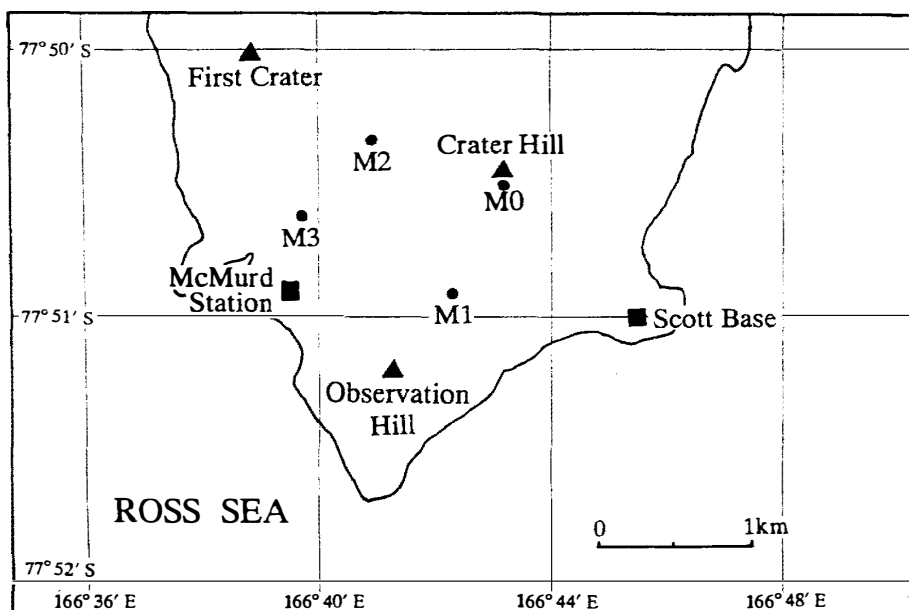 77°50′ S
First Crater
M2
Crater Hill
M0
M3
McMurd
Station
77°51′ S
M1
Scott Base
Observation
Hill
ROSS SEA
0 1km
77°52′ S
166°36′ E 166°40′ E 166°44′ E 166°48′ E